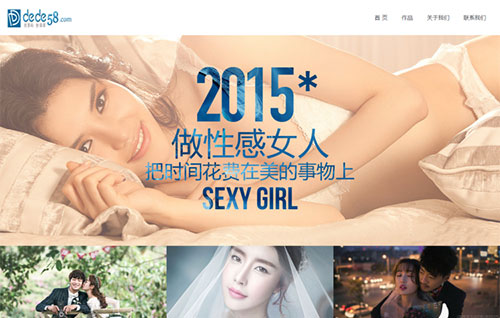 dede58.com
首 页 作品 关于我们 联系我们
2015*
做性感女人
把时间花费在美的事物上
SEXY GIRL